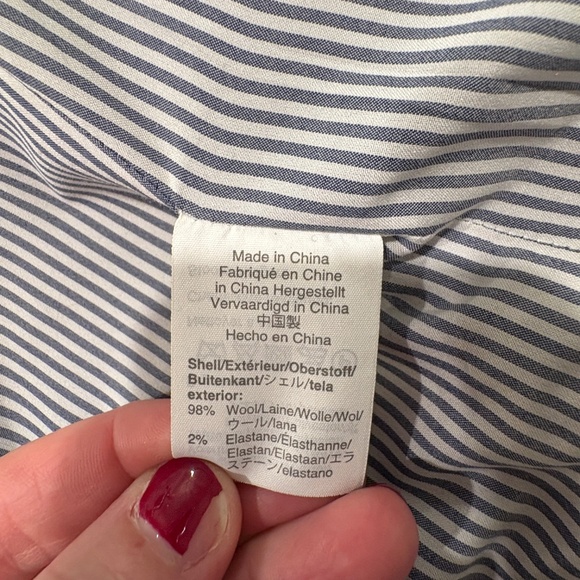 Made in China
Fabriqué en Chine
in China Hergestellt
Vervaardigd in China
中国製
Hecho en China
Shell/Extérieur/Oberstoff/
Buitenkant/シェル/tela
exterior:
98% Wool/Laine/Wolle/Wol/
ウール/lana
2% Elastane/Élasthanne/
Elastan/Elastaan/エラ
ステーン/elastano